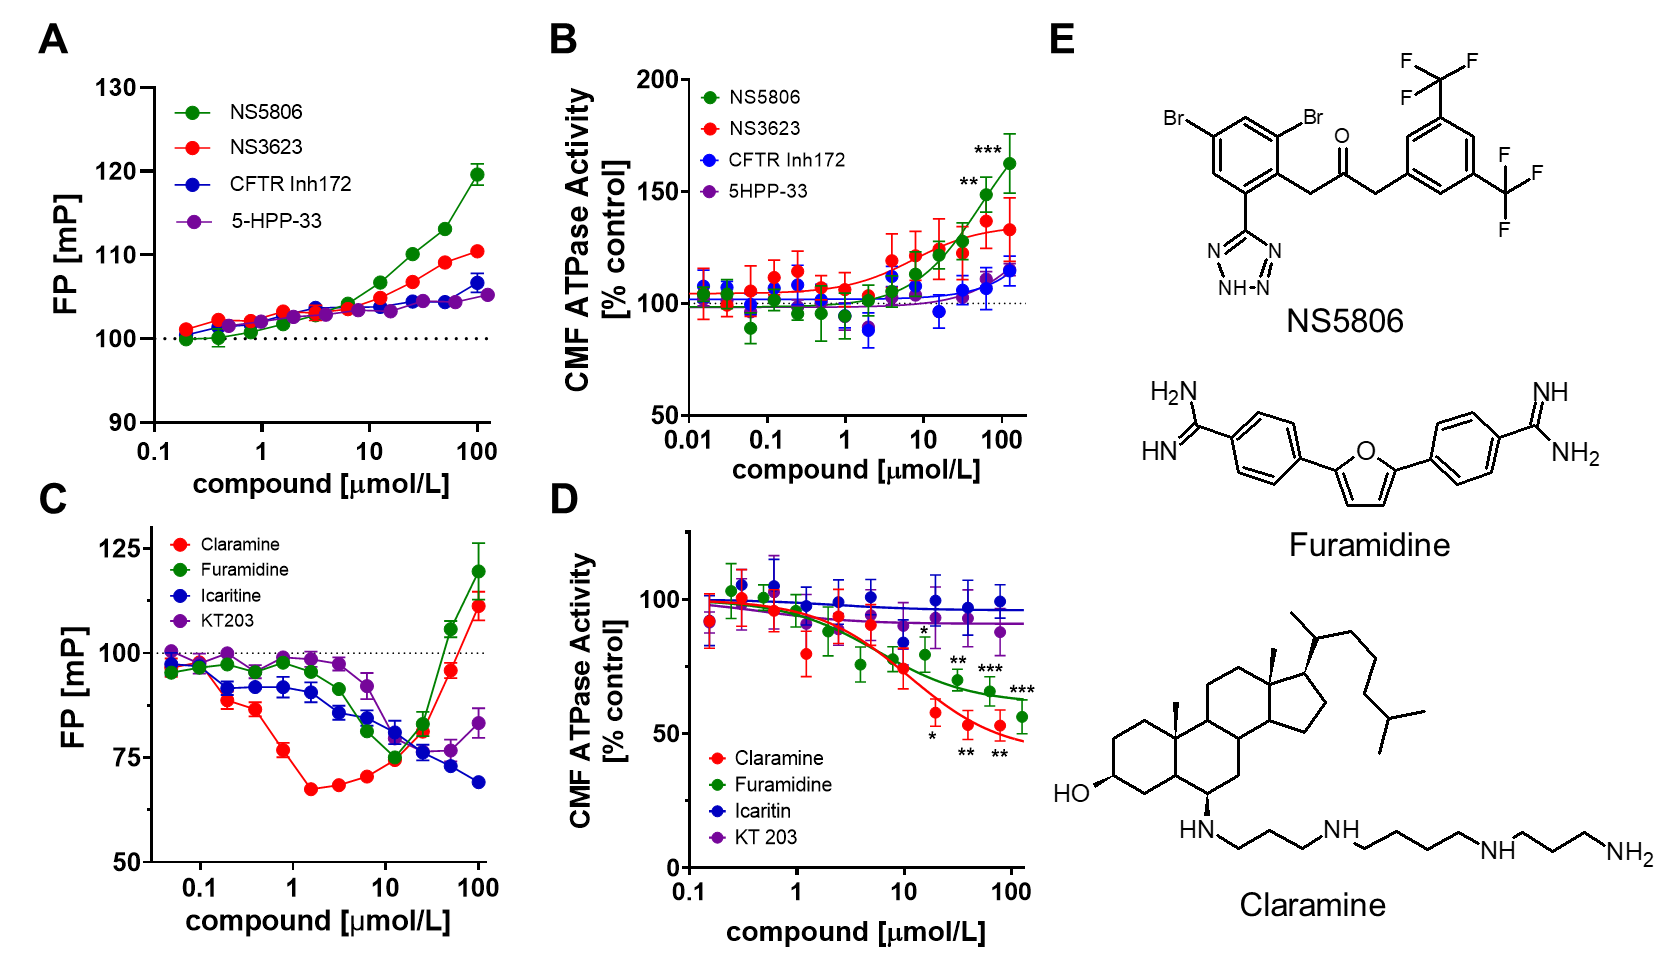 A
FP [mP]
130
120
110
100
90
NS5806
NS3623
CFTR Inh172
5-HPP-33
0.1
1
10
100
compound [μmol/L]
B
CMF ATPase Activity
[% control]
200
150
100
50
NS5806
NS3623
CFTR Inh172
5HPP-33
***
**
0.01
0.1
1
10
100
compound [μmol/L]
C
FP [mP]
125
100
75
50
Claramine
Furamidine
Icaritine
KT203
0.1
1
10
100
compound [μmol/L]
D
CMF ATPase Activity
[% control]
100
50
0
*
**
***
***
*
**
**
Claramine
Furamidine
Icaritin
KT 203
0.1
1
10
100
compound [μmol/L]
E
F
F
F
Br
Br
O
F
F
F
N
N
NH-N
NS5806
H2N
NH
HN
O
NH2
Furamidine
HO
HN
NH
NH
NH2
Claramine